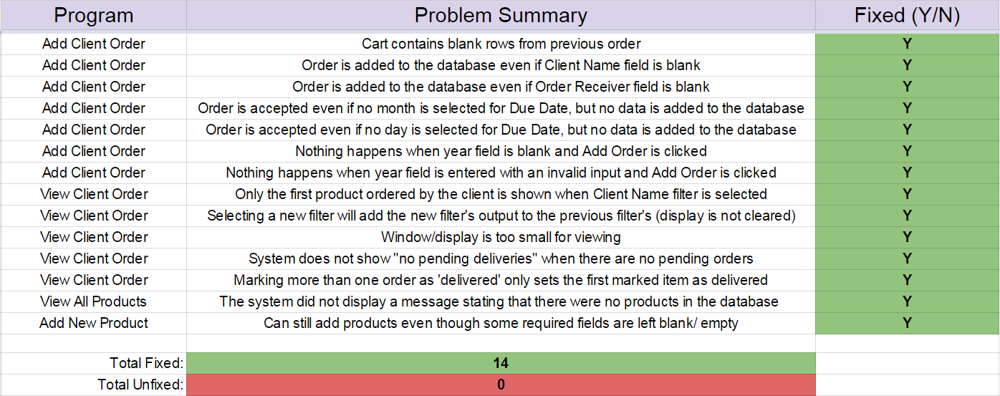 Program Problem Summary Fixed (Y/N)
Add Client Order Cart contains blank rows from previous order Y
Add Client Order Order is added to the database even if Client Name field is blank Y
Add Client Order Order is added to the database even if Order Receiver field is blank Y
Add Client Order Order is accepted even if no month is selected for Due Date, but no data is added to the database Y
Add Client Order Order is accepted even if no day is selected for Due Date, but no data is added to the database Y
Add Client Order Nothing happens when year field is blank and Add Order is clicked Y
Add Client Order Nothing happens when year field is entered with an invalid input and Add Order is clicked Y
View Client Order Only the first product ordered by the client is shown when Client Name filter is selected Y
View Client Order Selecting a new filter will add the new filter's output to the previous filter's (display is not cleared) Y
View Client Order Window/display is too small for viewing Y
View Client Order System does not show "no pending deliveries" when there are no pending orders Y
View Client Order Marking more than one order as 'delivered' only sets the first marked item as delivered Y
View All Products The system did not display a message stating that there were no products in the database Y
Add New Product Can still add products even though some required fields are left blank/ empty Y
Total Fixed: 14
Total Unfixed: 0